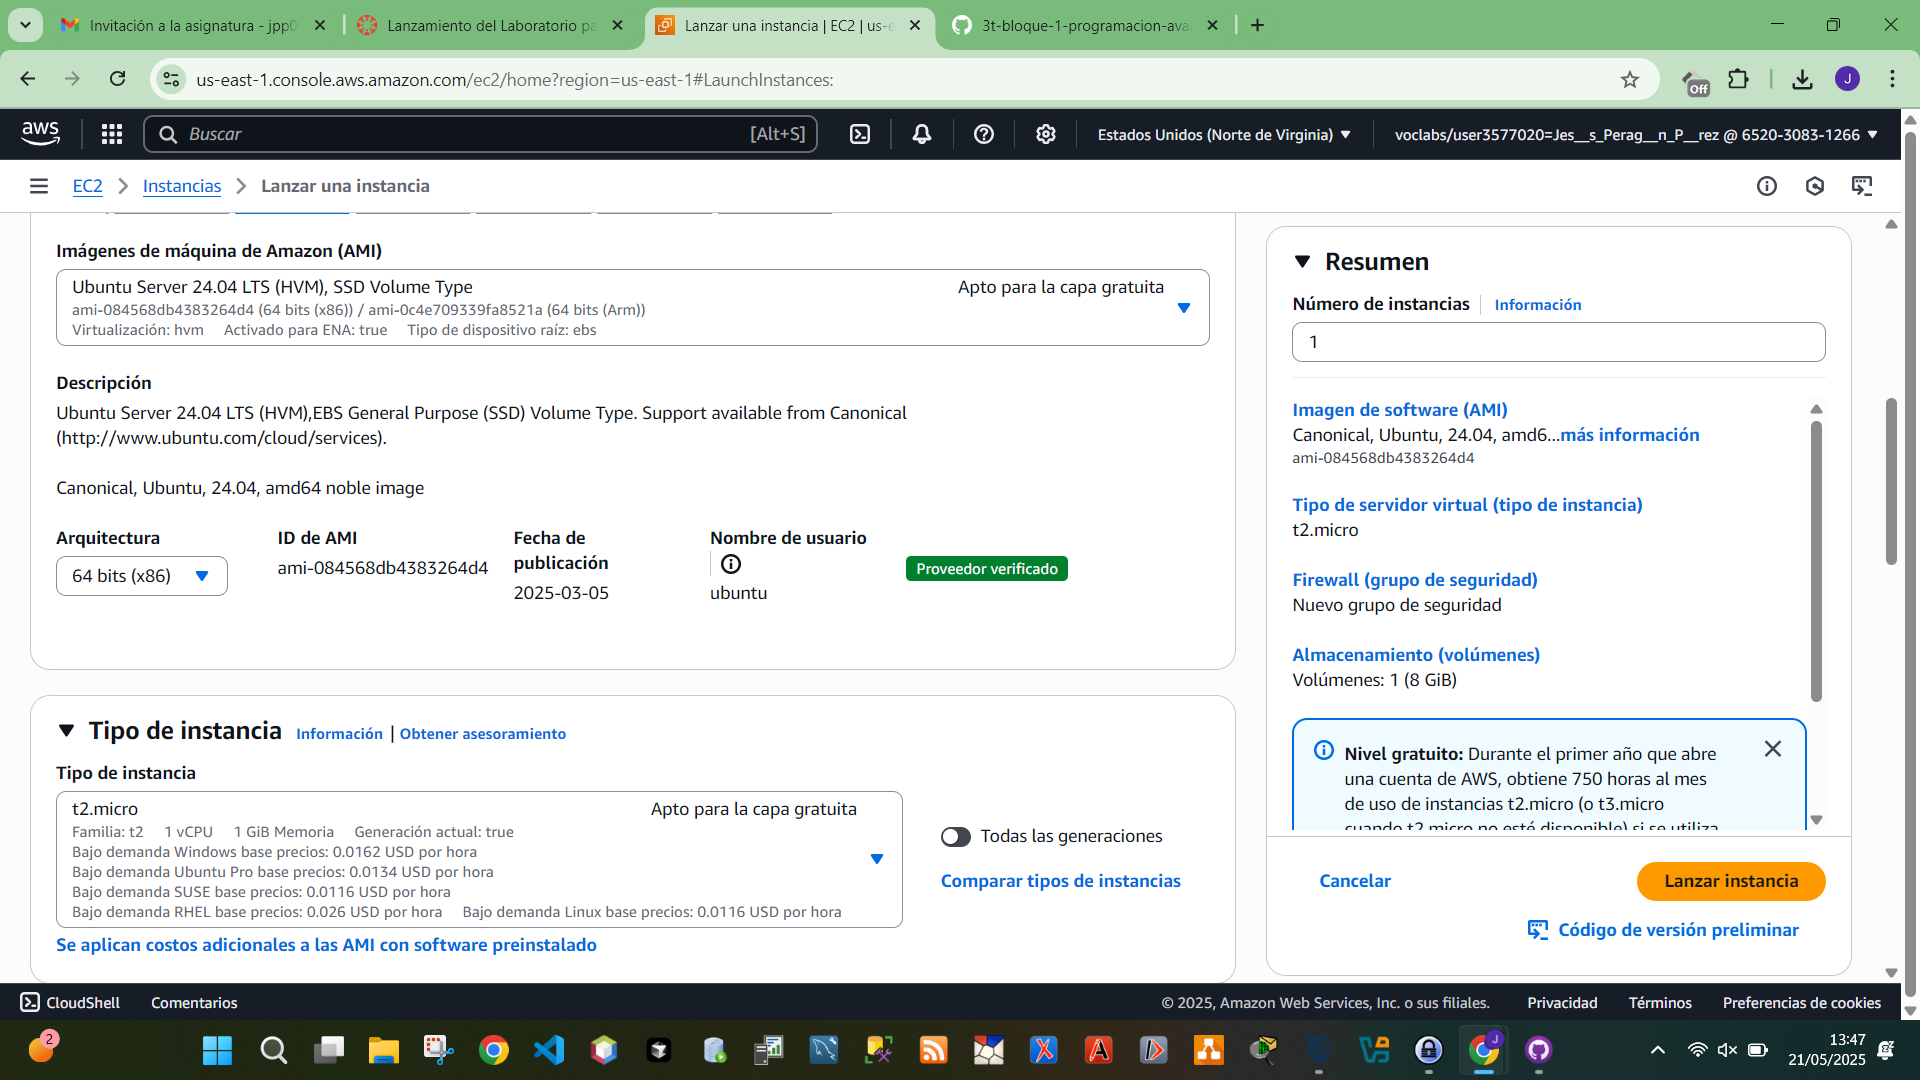 Invitación a la asignatura - jpp0
Lanzamiento del Laboratorio pa
Lanzar una instancia | EC2 | us-e
3t-bloque-1-programacion-ava
us-east-1.console.aws.amazon.com/ec2/home?region=us-east-1#LaunchInstances:
Off
J
aws
Buscar
[Alt+S]
Estados Unidos (Norte de Virginia)
voclabs/user3577020=Jes__s_Perag__n_P__rez @ 6520-3083-1266
EC2
Instancias
Lanzar una instancia
Imágenes de máquina de Amazon (AMI)
Ubuntu Server 24.04 LTS (HVM), SSD Volume Type
Apto para la capa gratuita
ami-084568db4383264d4 (64 bits (x86)) / ami-0c4e709339fa8521a (64 bits (Arm))
Virtualización: hvm Activado para ENA: true Tipo de dispositivo raíz: ebs
Descripción
Ubuntu Server 24.04 LTS (HVM),EBS General Purpose (SSD) Volume Type. Support available from Canonical
(http://www.ubuntu.com/cloud/services).
Canonical, Ubuntu, 24.04, amd64 noble image
Arquitectura
64 bits (x86)
ID de AMI
ami-084568db4383264d4
Fecha de
publicación
2025-03-05
Nombre de usuario
ubuntu
Proveedor verificado
Tipo de instancia
Información | Obtener asesoramiento
Tipo de instancia
t2.micro
Apto para la capa gratuita
Familia: t2 1 vCPU 1 GiB Memoria Generación actual: true
Bajo demanda Windows base precios: 0.0162 USD por hora
Bajo demanda Ubuntu Pro base precios: 0.0134 USD por hora
Bajo demanda SUSE base precios: 0.0116 USD por hora
Bajo demanda RHEL base precios: 0.026 USD por hora Bajo demanda Linux base precios: 0.0116 USD por hora
Todas las generaciones
Comparar tipos de instancias
Se aplican costos adicionales a las AMI con software preinstalado
Resumen
Número de instancias
Información
1
Imagen de software (AMI)
Canonical, Ubuntu, 24.04, amd6...más información
ami-084568db4383264d4
Tipo de servidor virtual (tipo de instancia)
t2.micro
Firewall (grupo de seguridad)
Nuevo grupo de seguridad
Almacenamiento (volúmenes)
Volúmenes: 1 (8 GiB)
Nivel gratuito: Durante el primer año que abre
una cuenta de AWS, obtiene 750 horas al mes
de uso de instancias t2.micro (o t3.micro
cuando t2.micro no esté disponible) si se utiliza
Cancelar
Lanzar instancia
Código de versión preliminar
CloudShell
Comentarios
© 2025, Amazon Web Services, Inc. o sus filiales.
Privacidad
Términos
Preferencias de cookies
2
13:47
21/05/2025